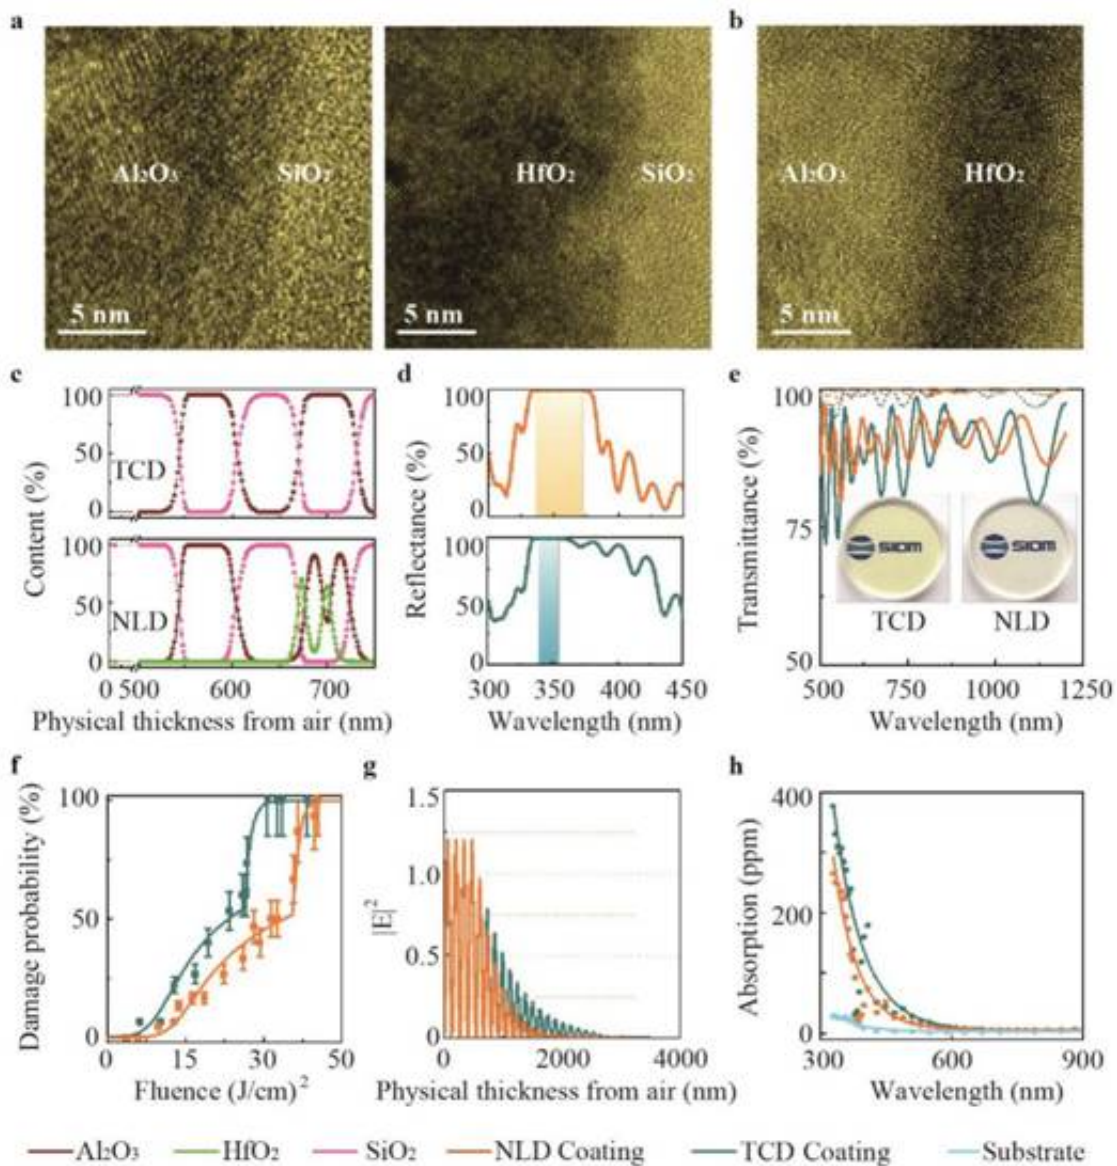 a
b
Al₂O₃
SiO₂
HfO₂
SiO₂
Al₂O₃
HfO₂
5 nm
5 nm
5 nm
c
d
e
Content (%)
100
50
0
TCD
100
50
0
NLD
0 500 600 700
Physical thickness from air (nm)
Reflectance (%)
100
50
0
100
50
0
300 350 400 450
Wavelength (nm)
Transmittance (%)
100
75
50
SIOM
SIOM
TCD
NLD
500 750 1000 1250
Wavelength (nm)
f
g
h
Damage probability (%)
100
50
0
0 15 30 50
Fluence (J/cm)²
|E|²
1.5
1.0
0.5
0
0 2000 4000
Physical thickness from air (nm)
Absorption (ppm)
400
200
0
300 600 900
Wavelength (nm)
Al₂O₃ HfO₂ SiO₂ NLD Coating TCD Coating Substrate